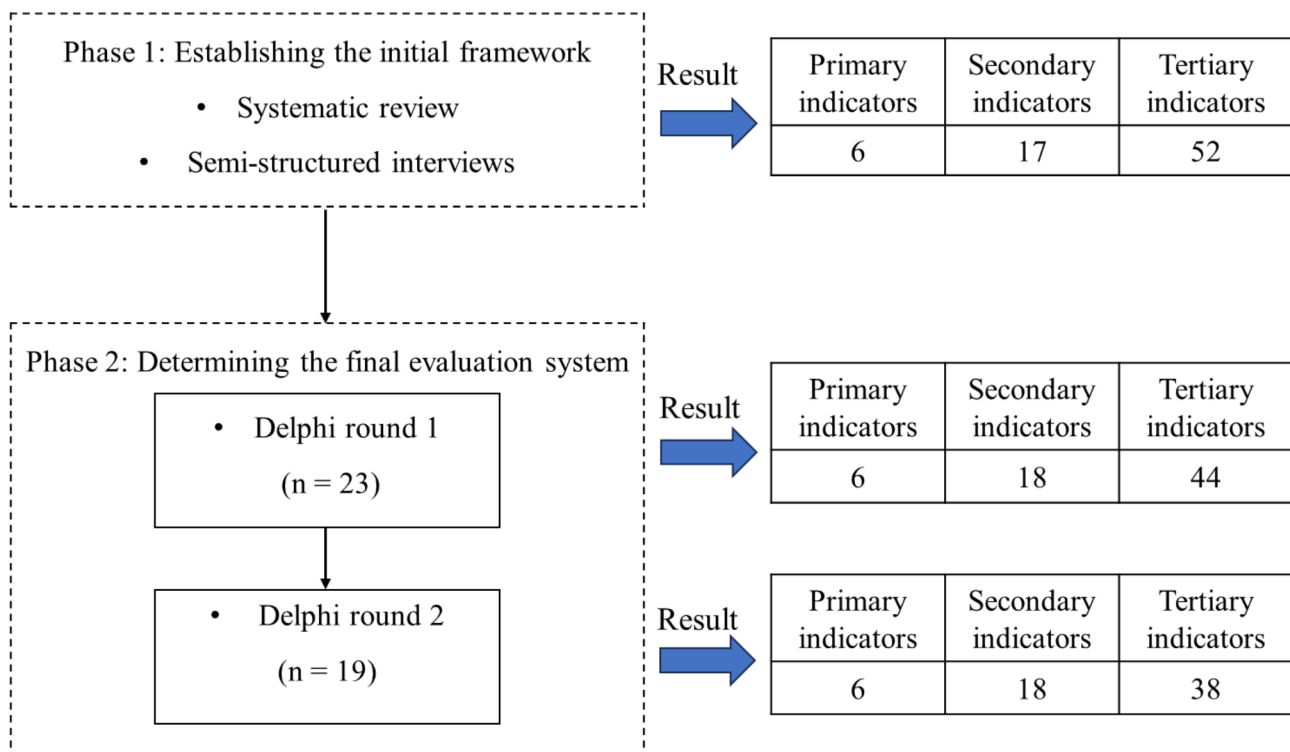 Phase 1: Establishing the initial framework
• Systematic review
• Semi-structured interviews
Result
Primary indicators
Secondary indicators
Tertiary indicators
6
17
52
Phase 2: Determining the final evaluation system
• Delphi round 1
(n = 23)
Result
Primary indicators
Secondary indicators
Tertiary indicators
6
18
44
• Delphi round 2
(n = 19)
Result
Primary indicators
Secondary indicators
Tertiary indicators
6
18
38